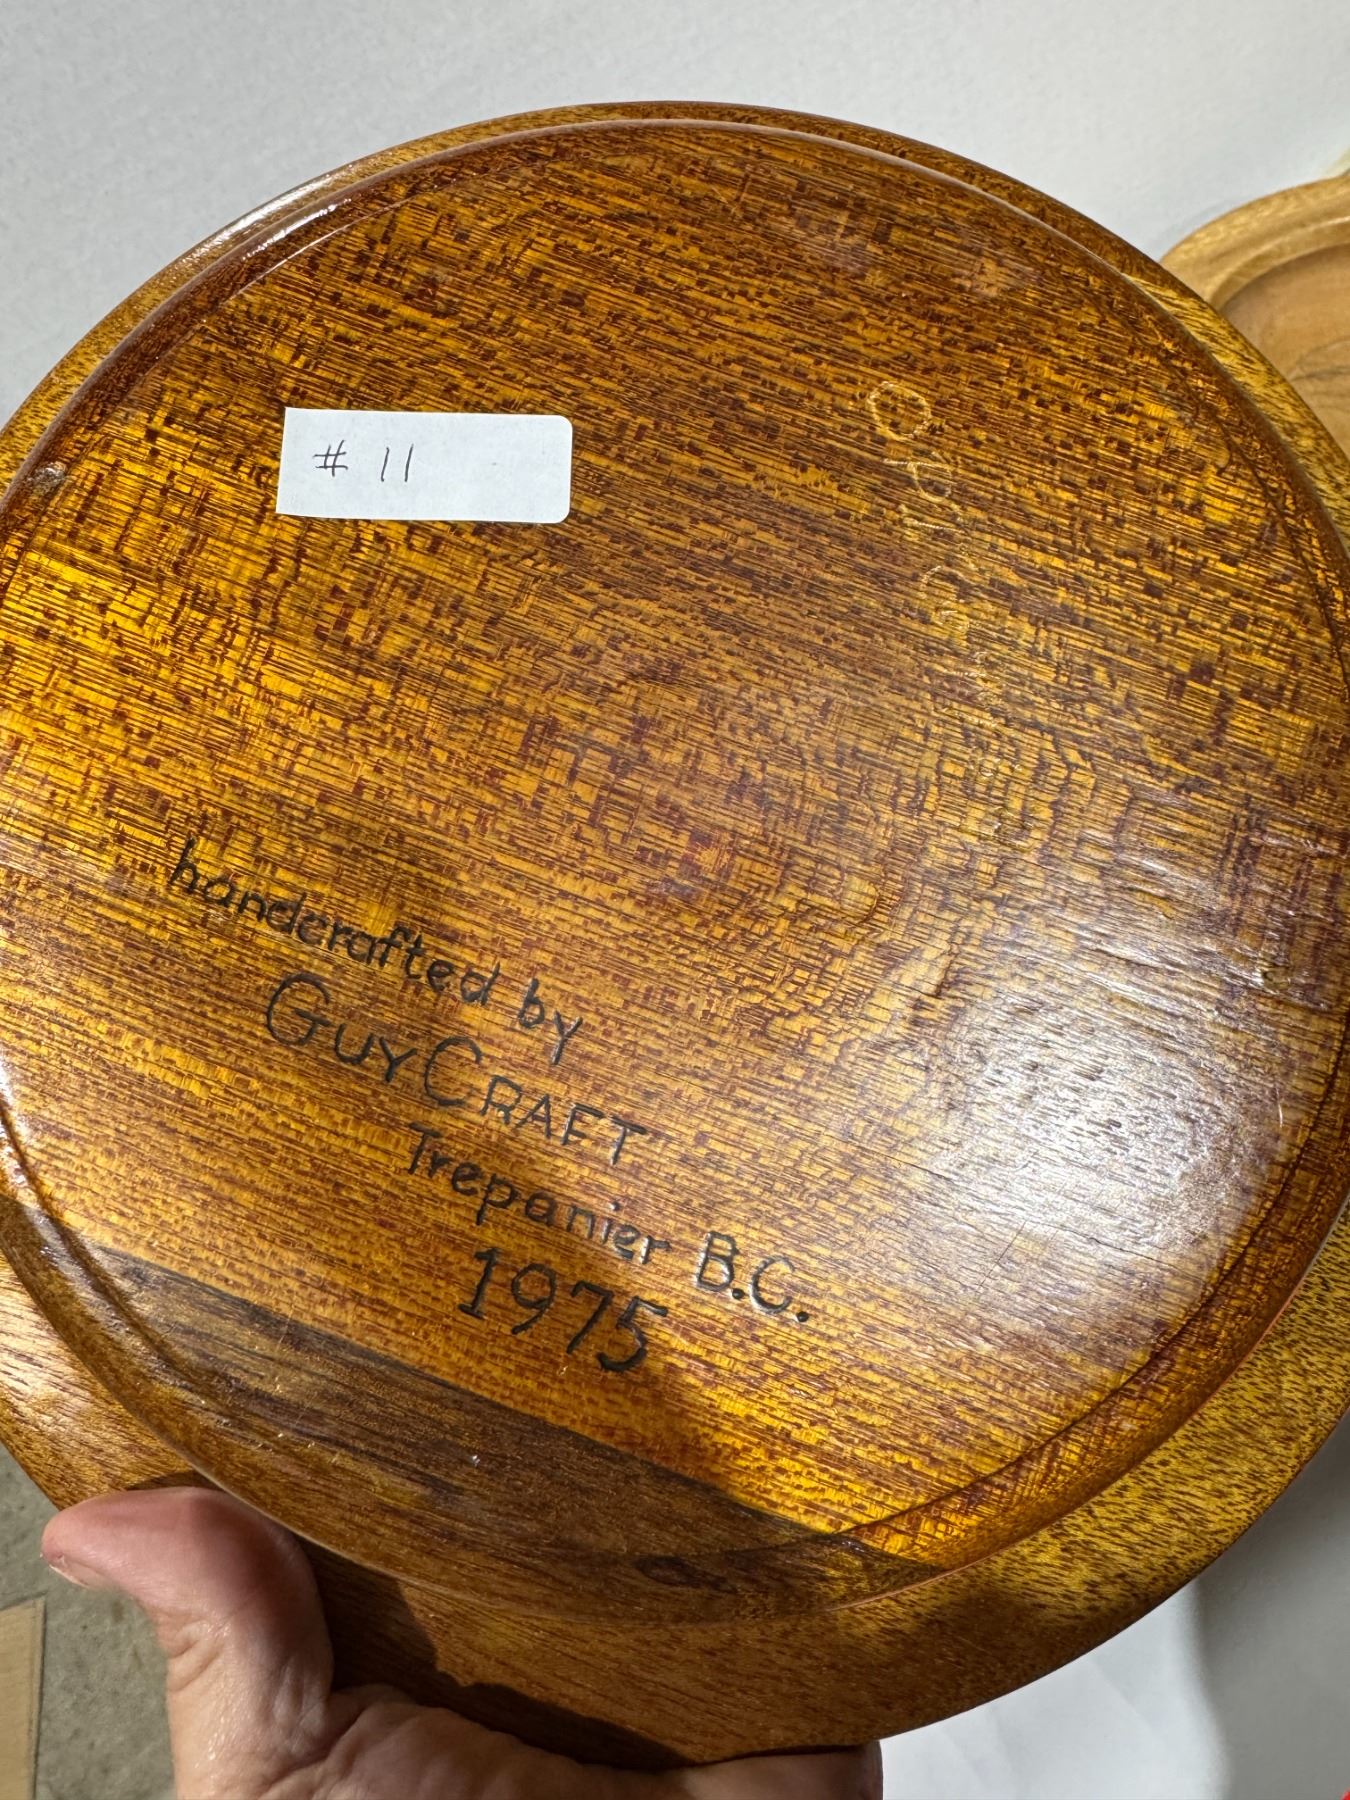 # 11
handcrafted by
GUYCRAFT
Trepanier B.C.
1975